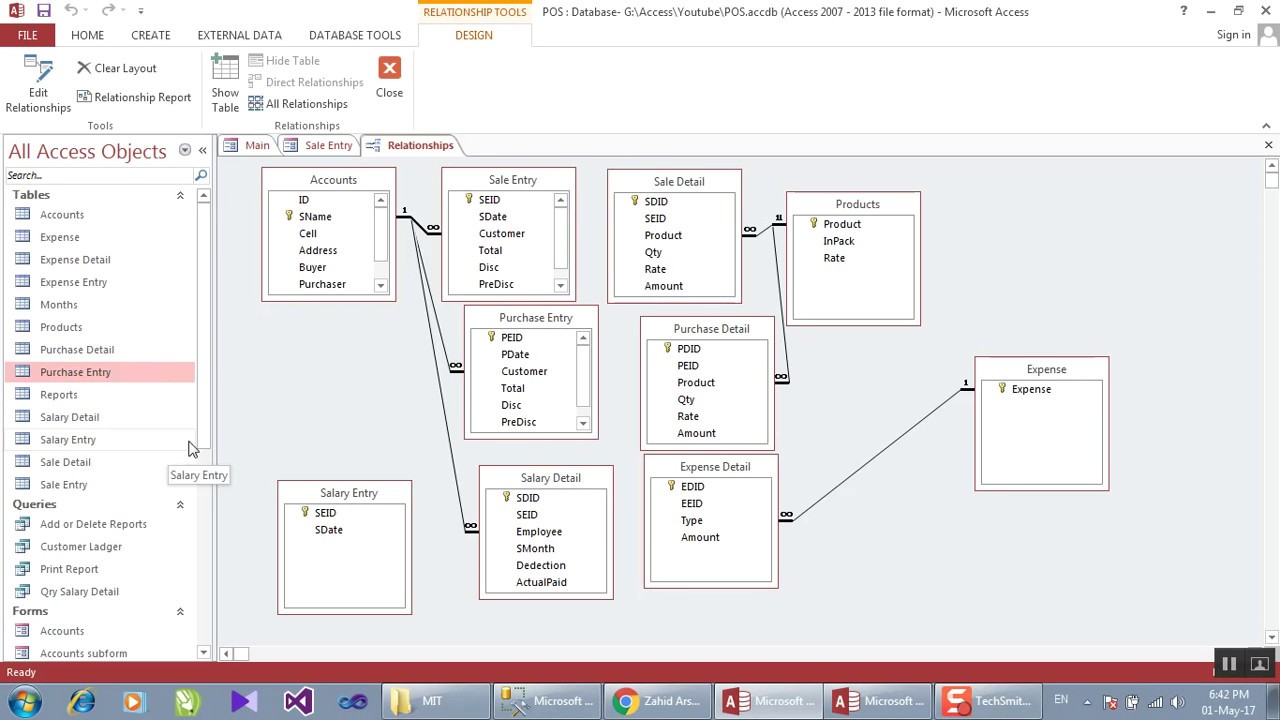 RELATIONSHIP TOOLS
POS : Database- G:\Access\Youtube\POS.accdb (Access 2007 - 2013 file format) - Microsoft Access
?
FILE
HOME
CREATE
EXTERNAL DATA
DATABASE TOOLS
DESIGN
Sign in
Edit
Relationships
Clear Layout
Relationship Report
Tools
Show
Table
Hide Table
Direct Relationships
All Relationships
Close
Relationships
All Access Objects
Search...
Tables
Accounts
Expense
Expense Detail
Expense Entry
Months
Products
Purchase Detail
Purchase Entry
Reports
Salary Detail
Salary Entry
Sale Detail
Sale Entry
Salary Entry
Queries
Add or Delete Reports
Customer Ledger
Print Report
Qry Salary Detail
Forms
Accounts
Accounts subform
Main
Sale Entry
Relationships
Accounts
ID
SName
Cell
Address
Buyer
Purchaser
1
∞
∞
∞
Sale Entry
SEID
SDate
Customer
Total
Disc
PreDisc
Purchase Entry
PEID
PDate
Customer
Total
Disc
PreDisc
Salary Entry
SEID
SDate
Salary Detail
SDID
SEID
Employee
SMonth
Dedection
ActualPaid
Sale Detail
SDID
SEID
Product
Qty
Rate
Amount
∞
11
Products
Product
InPack
Rate
Purchase Detail
PDID
PEID
Product
Qty
Rate
Amount
∞
Expense Detail
EDID
EEID
Type
Amount
∞
1
Expense
Expense
Ready
MIT
Microsoft ...
Zahid Ars...
Microsoft ...
Microsoft ...
TechSmit...
EN
6:42 PM
01-May-17